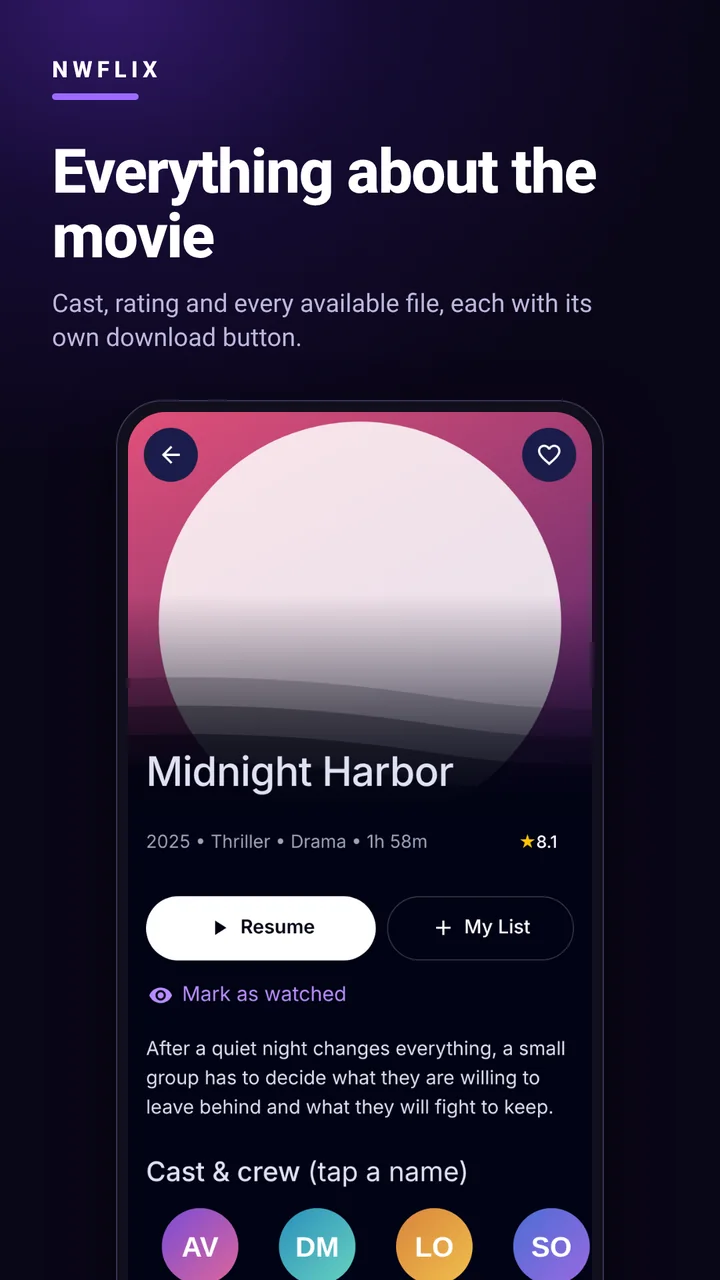 NWFLIX
Everything about the
movie
Cast, rating and every available file, each with its
own download button.
Midnight Harbor
2025 • Thriller • Drama • 1h 58m ★8.1
Resume + My List
Mark as watched
After a quiet night changes everything, a small
group has to decide what they are willing to
leave behind and what they will fight to keep.
Cast & crew (tap a name)
AV DM LO SO